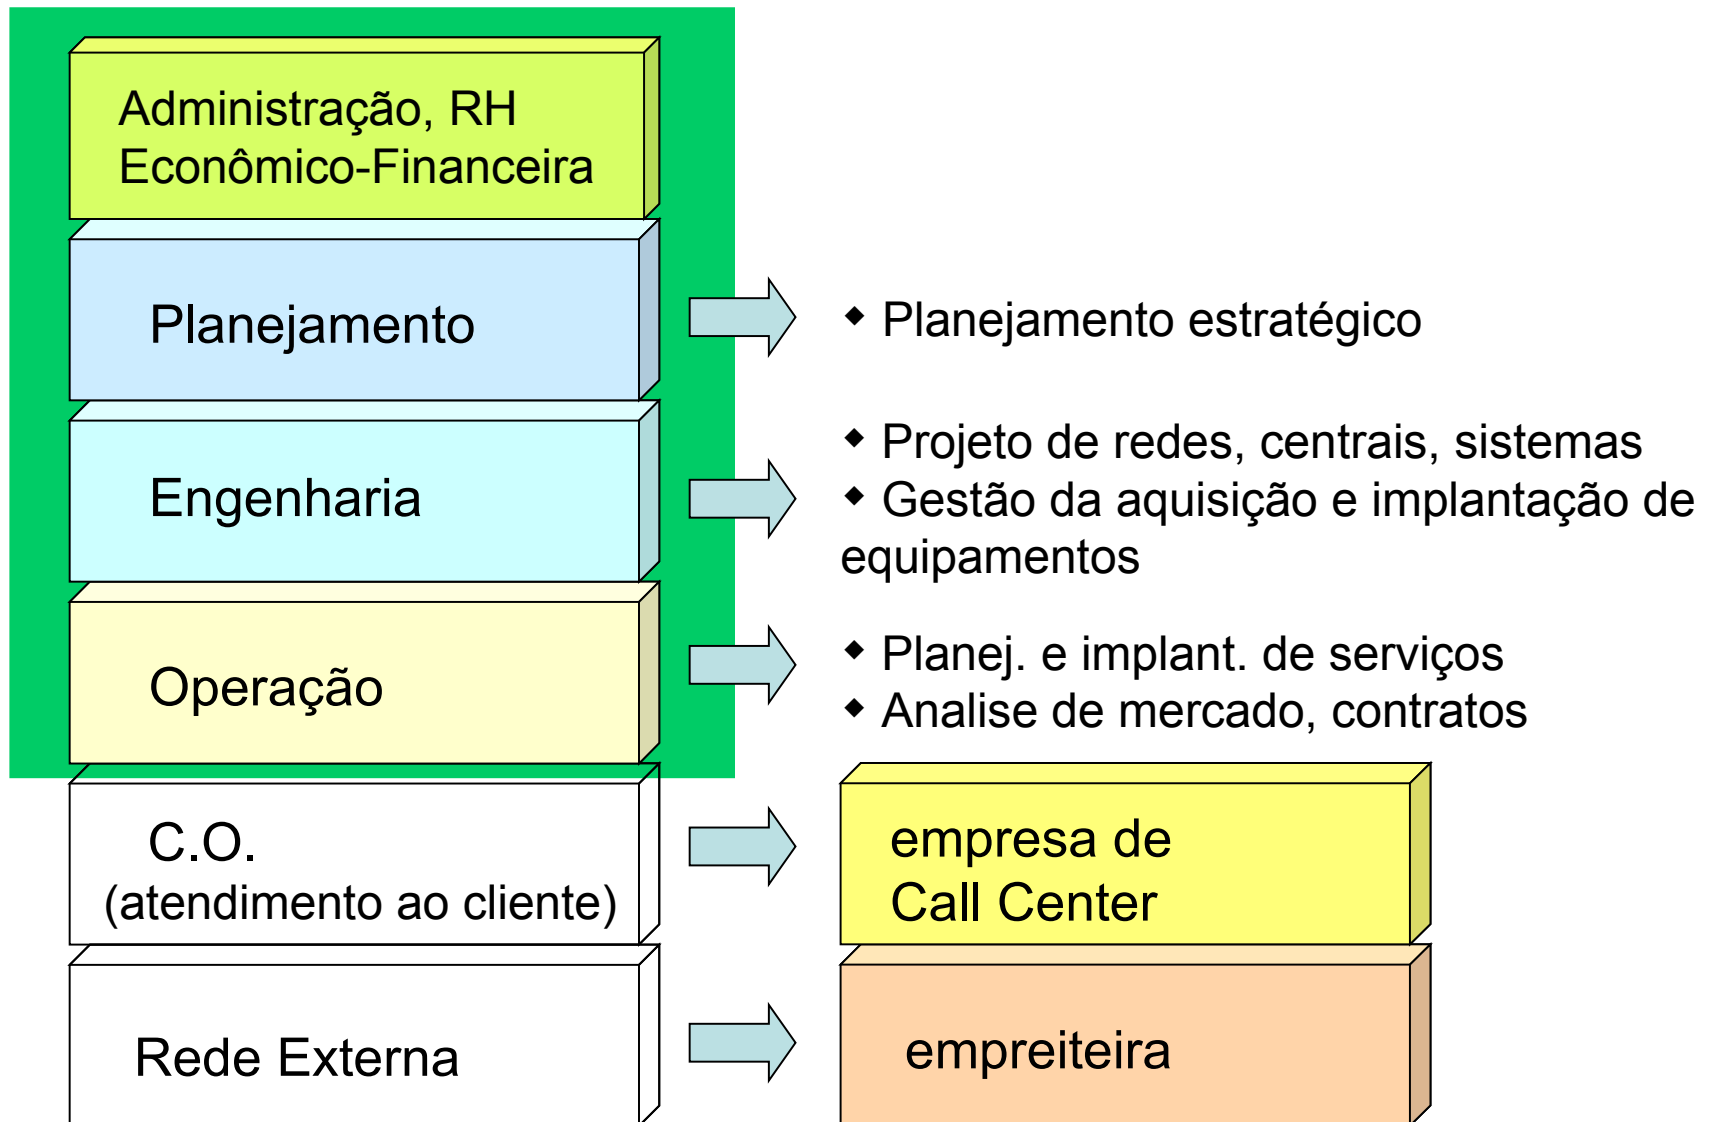 Administração, RH
Econômico-Financeira
Planejamento
◆ Planejamento estratégico
Engenharia
◆ Projeto de redes, centrais, sistemas
◆ Gestão da aquisição e implantação de
equipamentos
Operação
◆ Planej. e implant. de serviços
◆ Analise de mercado, contratos
C.O.
(atendimento ao cliente)
empresa de
Call Center
Rede Externa
empreiteira